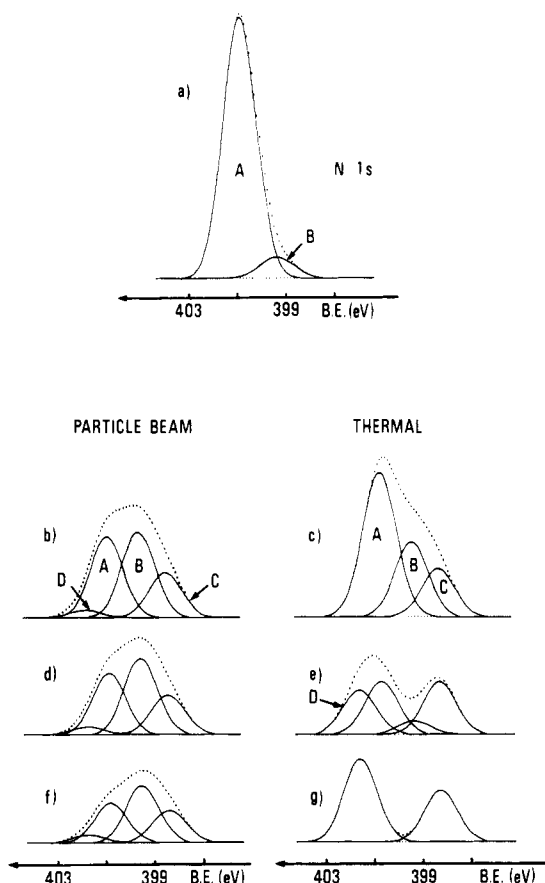 a)
A
N 1s
B
403 399 B.E.(eV)
PARTICLE BEAM THERMAL
b) A B C D
c) A B C
d)
e) D
f)
g)
403 399 B.E.(eV) 403 399 B.E.(eV)